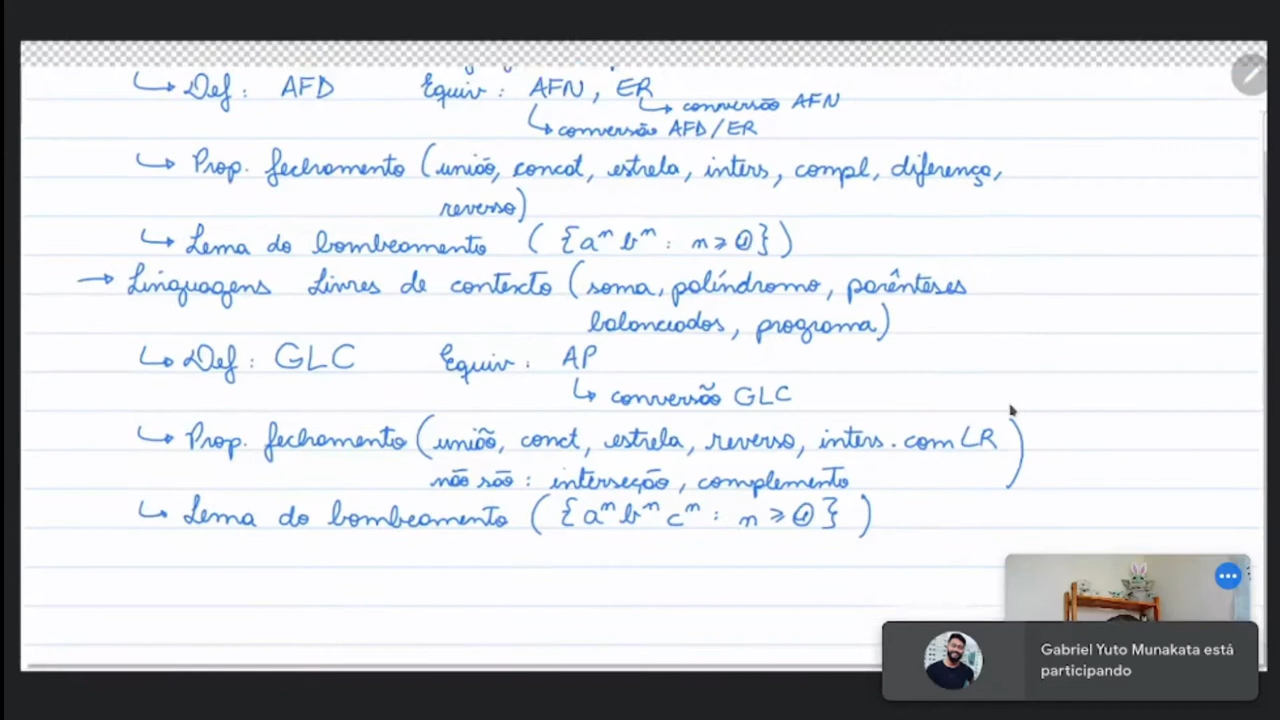 ↳ Def: AFD Equiv: AFN, ER
↳ conversão AFN
↳ conversão AFD/ER
↳ Prop. fechamento (união, concat, estrela, inters, compl, diferença,
reverso)
↳ Lema do bombeamento ({aⁿbⁿ: n≥0})
→ Linguagens Livres de contexto (soma, palíndromo, parênteses
balanceados, programa)
↳ Def: GLC Equiv: AP
↳ conversão GLC
↳ Prop. fechamento (união, conct, estrela, reverso, inters. com LR)
não são: interseção, complemento
↳ Lema do bombeamento ({aⁿbⁿcⁿ: n≥0})
Gabriel Yuto Munakata está
participando